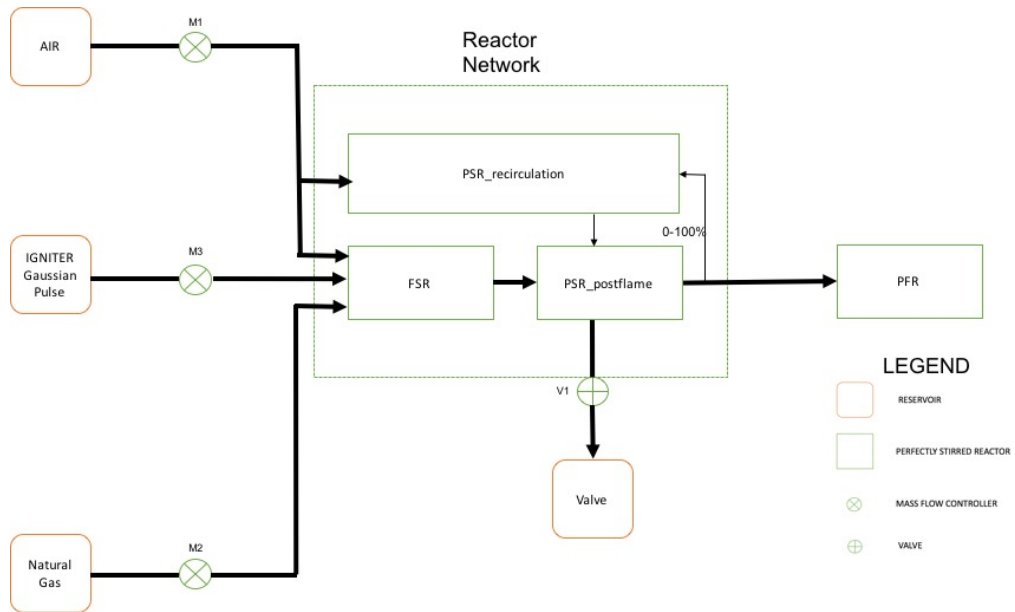 M1
AIR
Reactor
Network
PSR_recirculation
0-100%
M3
IGNITER
Gaussian
Pulse
FSR
PSR_postflame
PFR
LEGEND
V1
RESERVOIR
PERFECTLY STIRRED REACTOR
Valve
MASS FLOW CONTROLLER
VALVE
M2
Natural
Gas